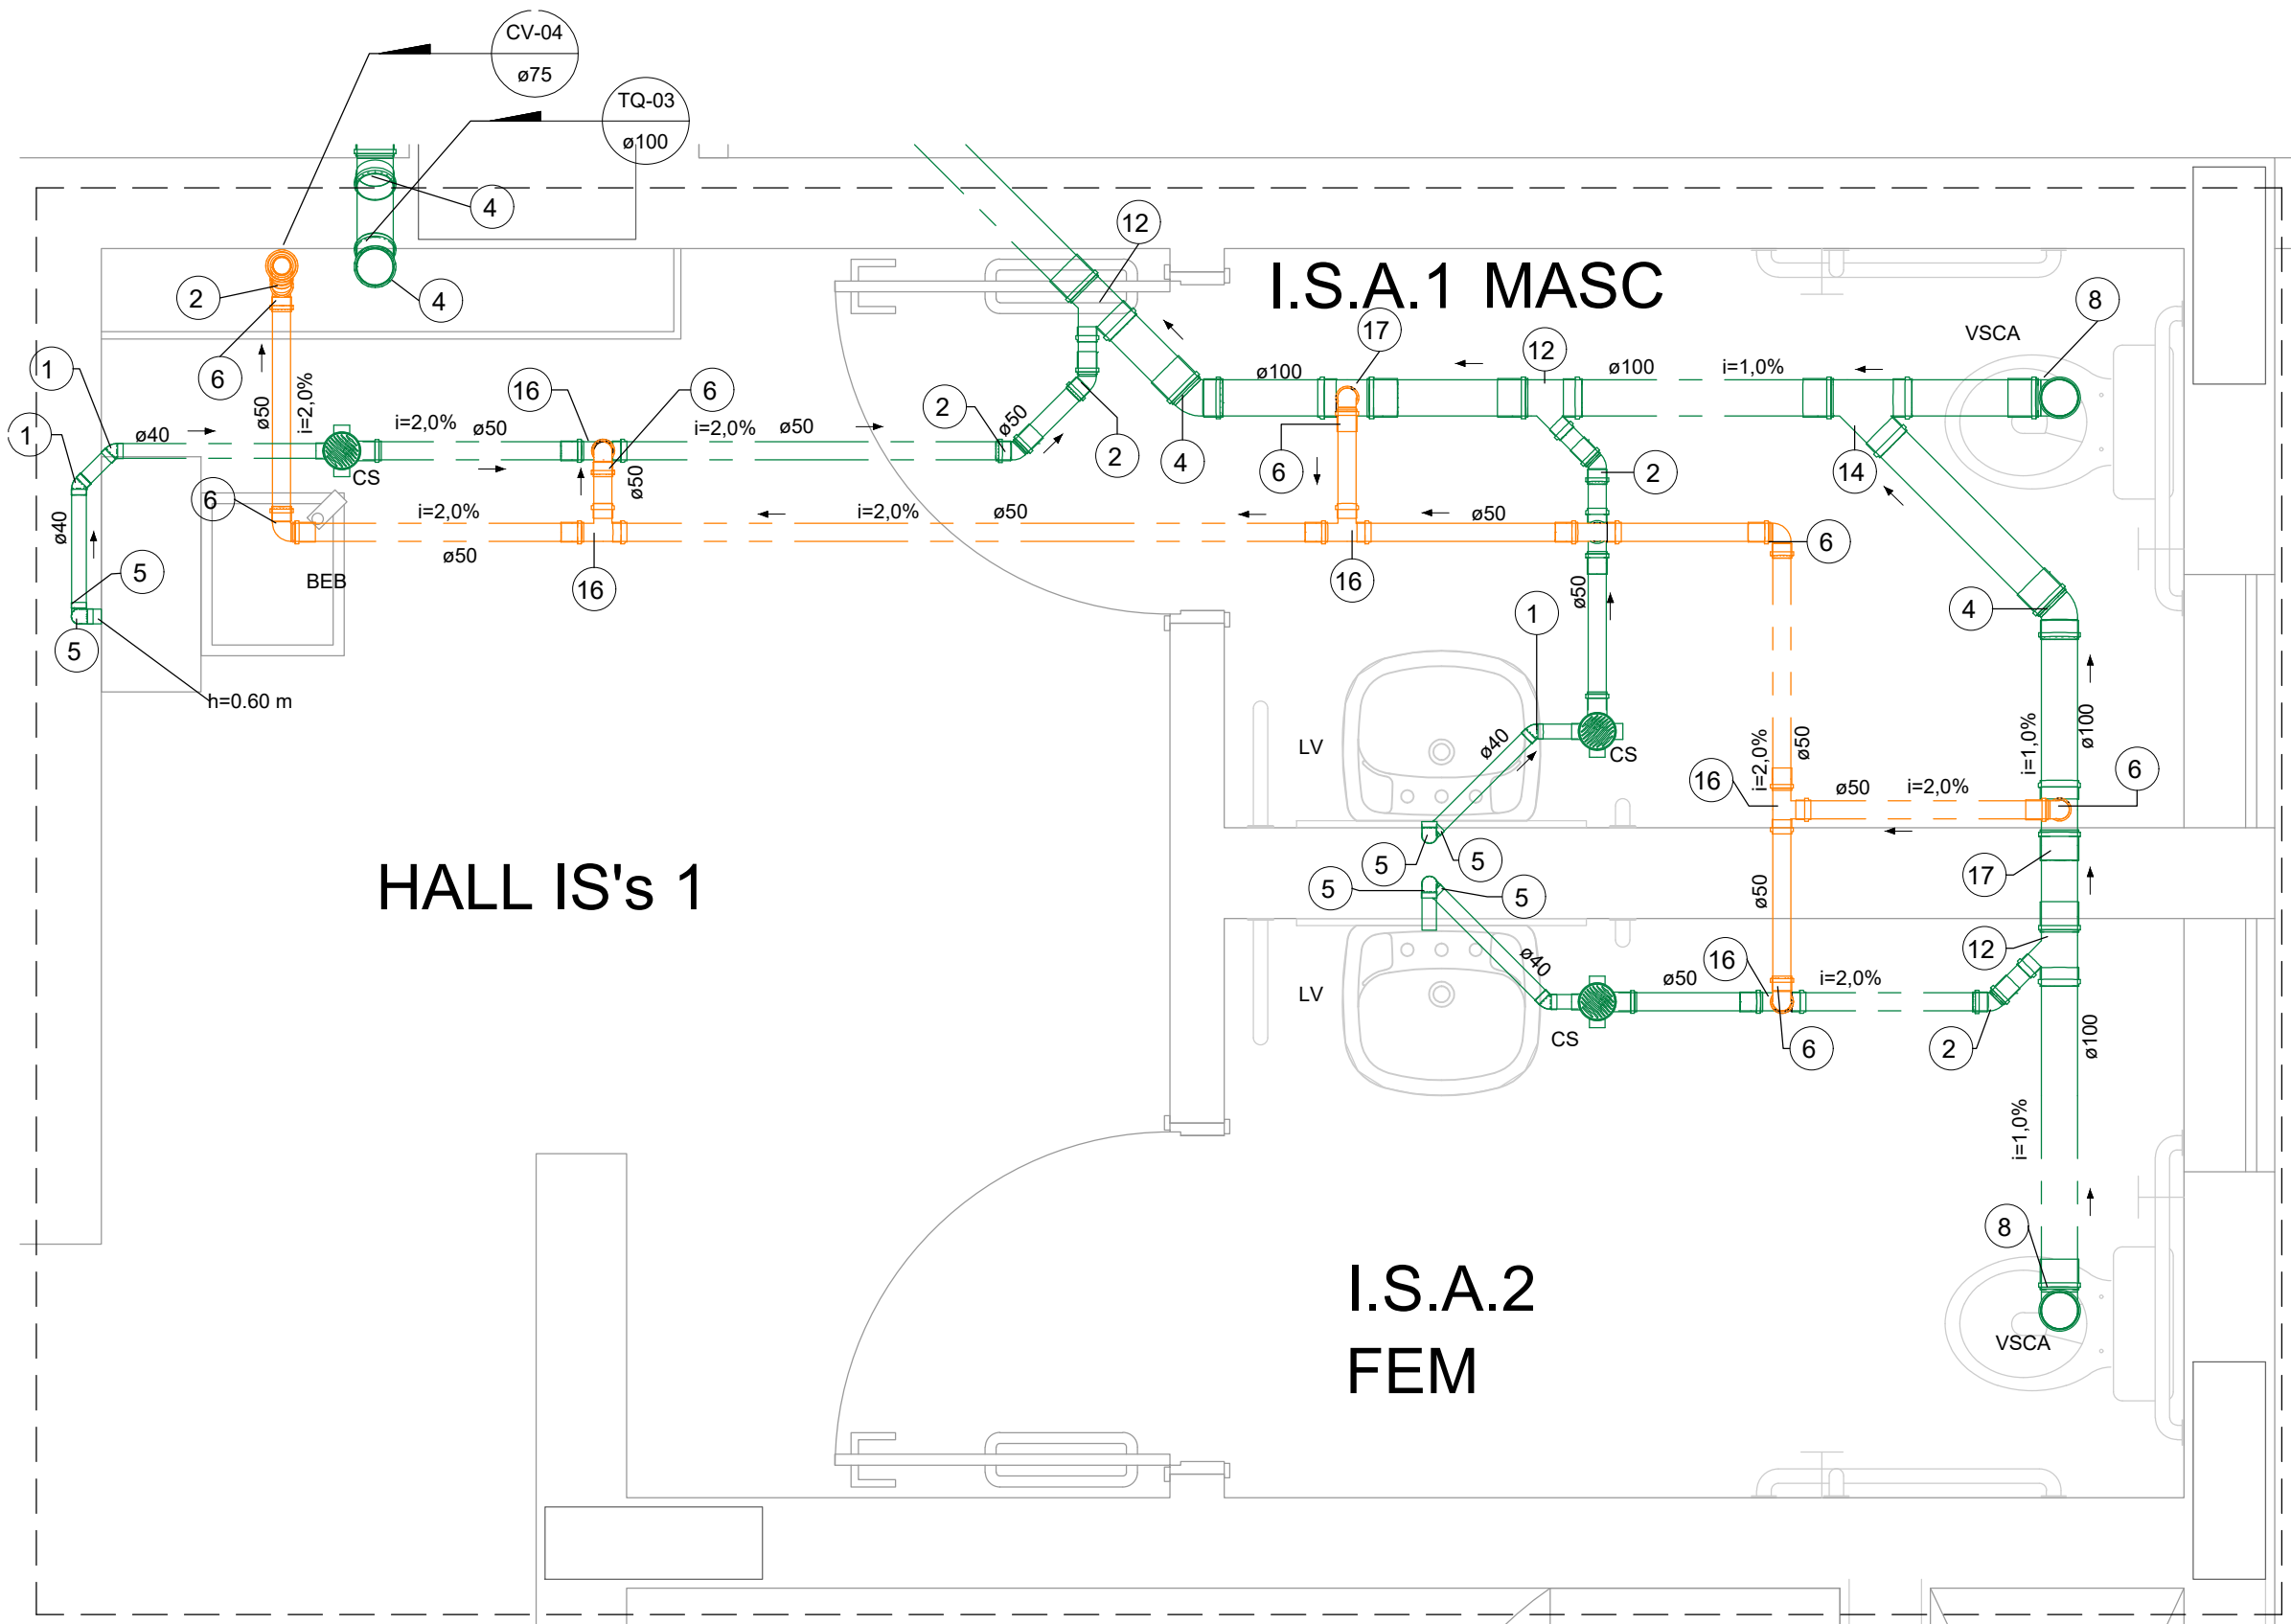 CV-04
ø75
TQ-03
ø100
4
12
I.S.A.1 MASC
2
4
8
17
VSCA
12
6
1
16
6
ø100
ø100
i=1,0%
2
ø50
1
ø40
i=2,0%
ø50
i=2,0%
ø50
i=2,0%
ø50
2
4
6
2
14
CS
6
ø50
ø40
i=2,0%
i=2,0%
ø50
ø50
6
ø50
5
BEB
16
16
ø50
4
1
5
h=0.60 m
LV
ø40
CS
i=2,0%
ø50
i=1,0%
ø100
16
ø50
i=2,0%
6
5
5
HALL IS's 1
5
5
ø50
17
ø40
LV
ø50
16
i=2,0%
12
CS
6
2
ø100
i=1,0%
8
I.S.A.2
FEM
VSCA